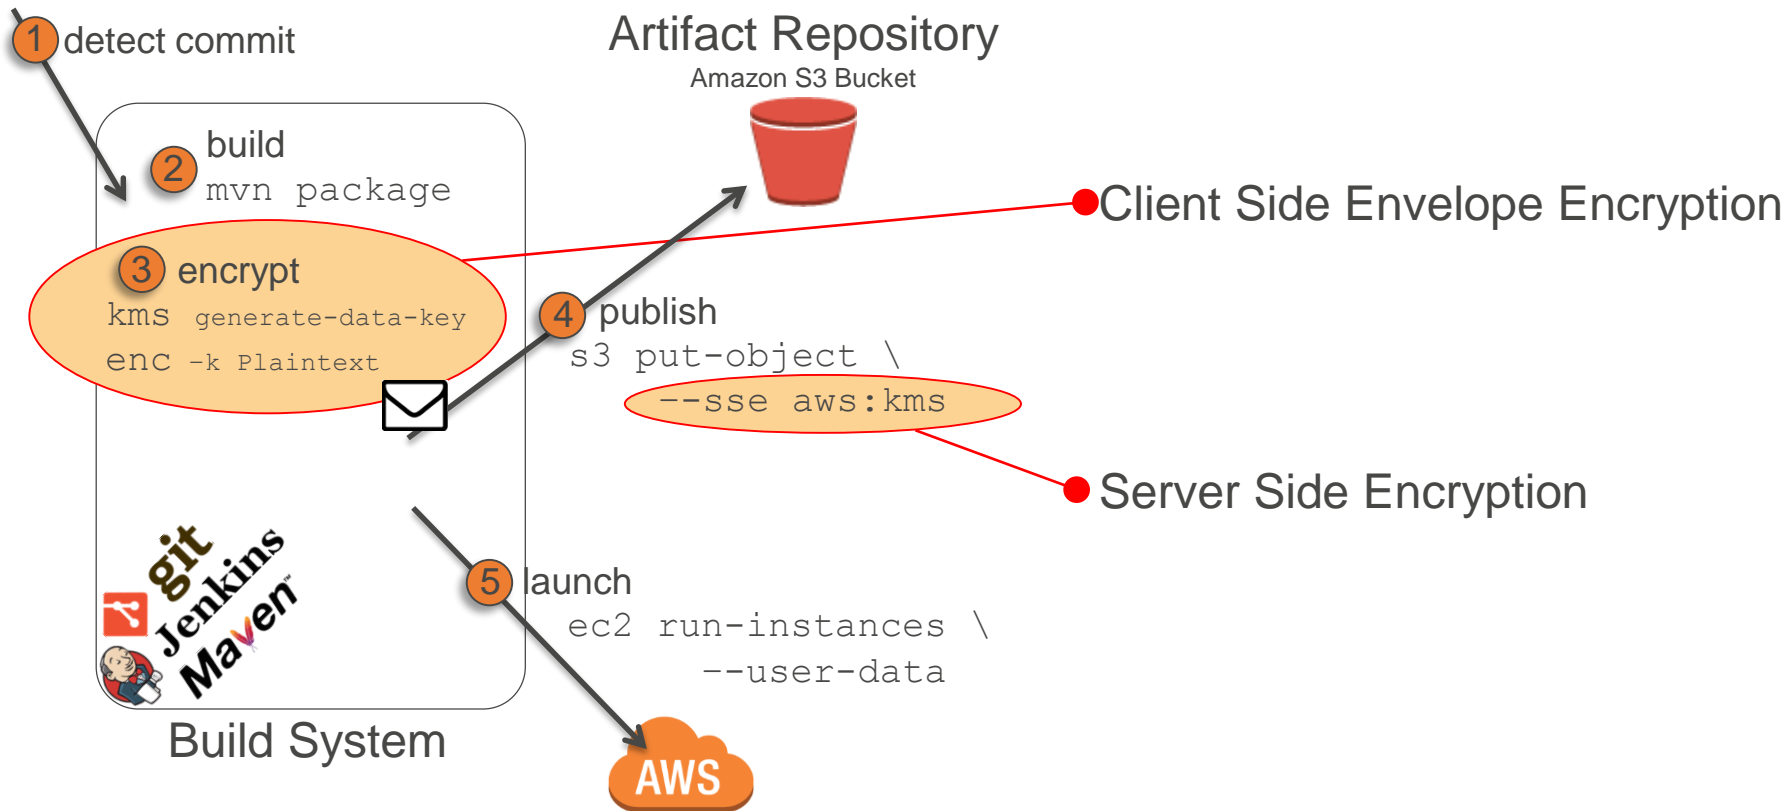 1 detect commit
Artifact Repository
Amazon S3 Bucket
2 build
mvn package
Client Side Envelope Encryption
3 encrypt
kms generate-data-key
enc –k Plaintext
4 publish
s3 put-object \
--sse aws:kms
Server Side Encryption
git
Jenkins
Maven™
5 launch
ec2 run-instances \
--user-data
Build System
AWS